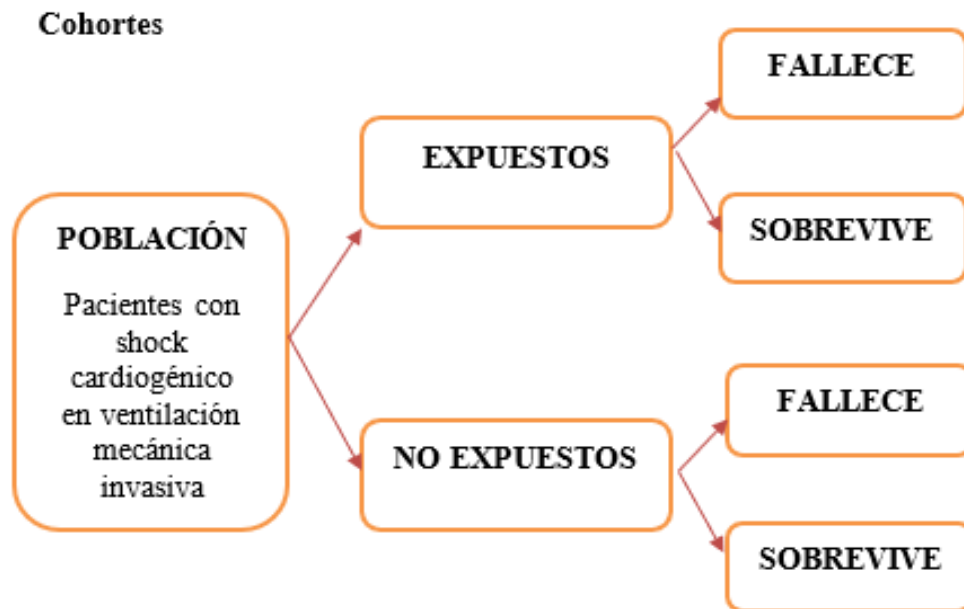 Cohortes
POBLACIÓN
Pacientes con
shock
cardiogénico
en ventilación
mecánica
invasiva
EXPUESTOS
FALLECE
SOBREVIVE
NO EXPUESTOS
FALLECE
SOBREVIVE